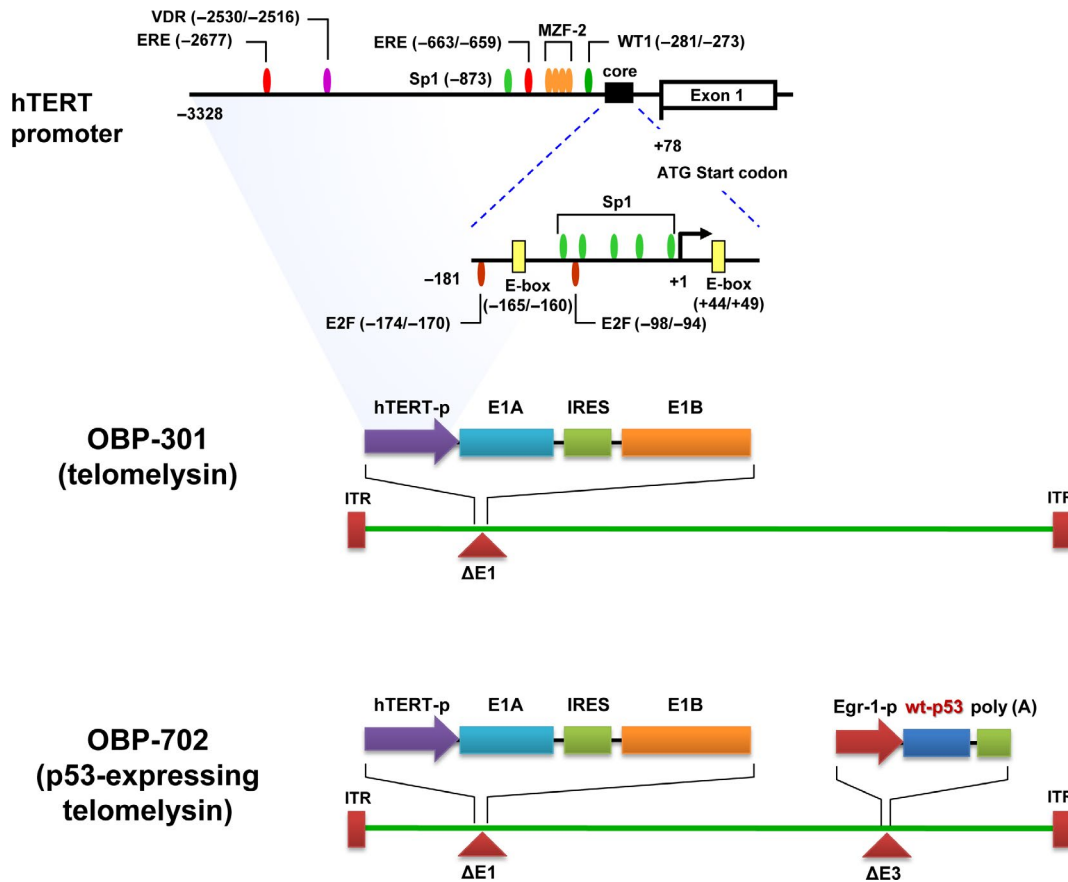 VDR (−2530/−2516)
ERE (−2677)
ERE (−663/−659)
MZF-2
WT1 (−281/−273)
Sp1 (−873)
core
Exon 1
hTERT
promoter
−3328
+78
ATG Start codon
Sp1
−181
E-box
(−165/−160)
+1
E-box
(+44/+49)
E2F (−174/−170)
E2F (−98/−94)
hTERT-p
E1A
IRES
E1B
OBP-301
(telomelysin)
ITR
ITR
ΔE1
hTERT-p
E1A
IRES
E1B
Egr-1-p
wt-p53
poly (A)
OBP-702
(p53-expressing
telomelysin)
ITR
ITR
ΔE1
ΔE3